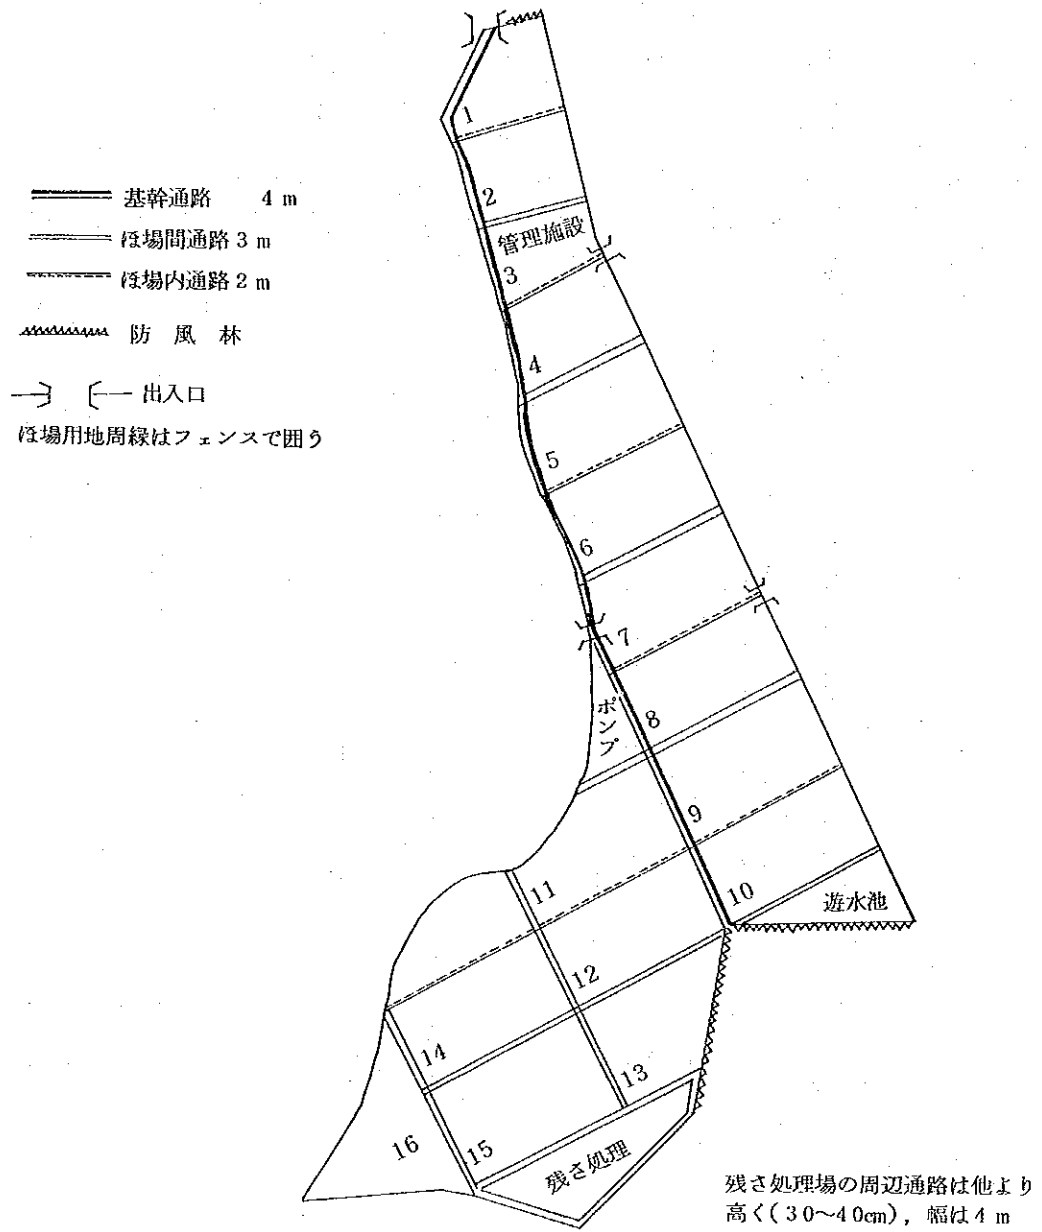 1
2
管理施設
3
4
5
6
7
ポンプ
8
9
10
遊水池
11
12
13
14
15
16
残さ処理
基幹通路 4m
ほ場間通路3m
ほ場内通路2m
防風林
出入口
ほ場用地周縁はフェンスで囲う
残さ処理場の周辺通路は他より
高く(30～40cm),幅は4m